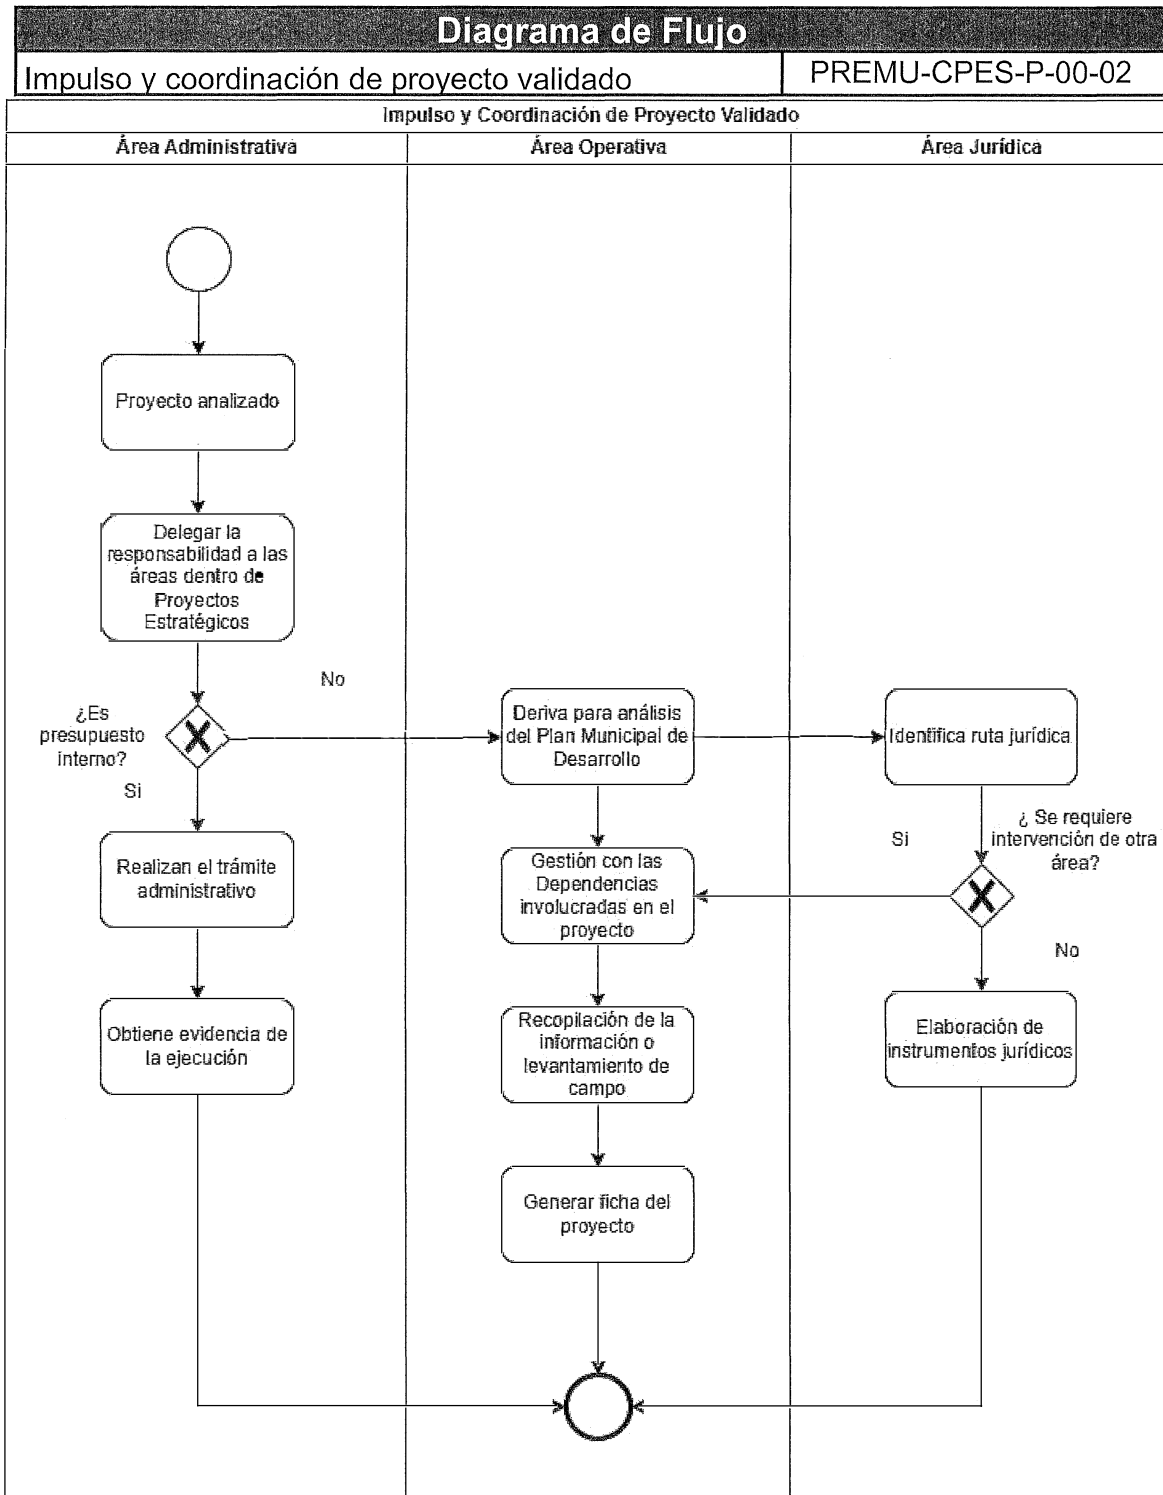 Diagrama de Flujo
Impulso y coordinación de proyecto validado
PREMU-CPES-P-00-02
Impulso y Coordinación de Proyecto Validado
Área Administrativa
Área Operativa
Área Jurídica
Proyecto analizado
Delegar la
responsabilidad a las
áreas dentro de
Proyectos
Estratégicos
No
¿Es
presupuesto
interno?
Si
Deriva para análisis
del Plan Municipal de
Desarrollo
Identifica ruta jurídica
¿ Se requiere
intervención de otra
área?
Si
No
Realizan el trámite
administrativo
Gestión con las
Dependencias
involucradas en el
proyecto
Obtiene evidencia de
la ejecución
Recopilación de la
información o
levantamiento de
campo
Elaboración de
instrumentos jurídicos
Generar ficha del
proyecto